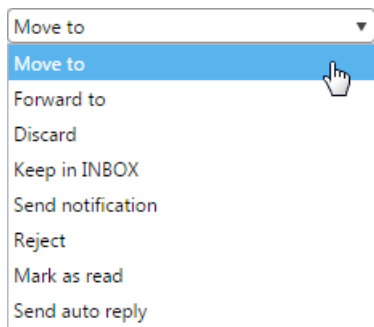 Move to
Move to
Forward to
Discard
Keep in INBOX
Send notification
Reject
Mark as read
Send auto reply